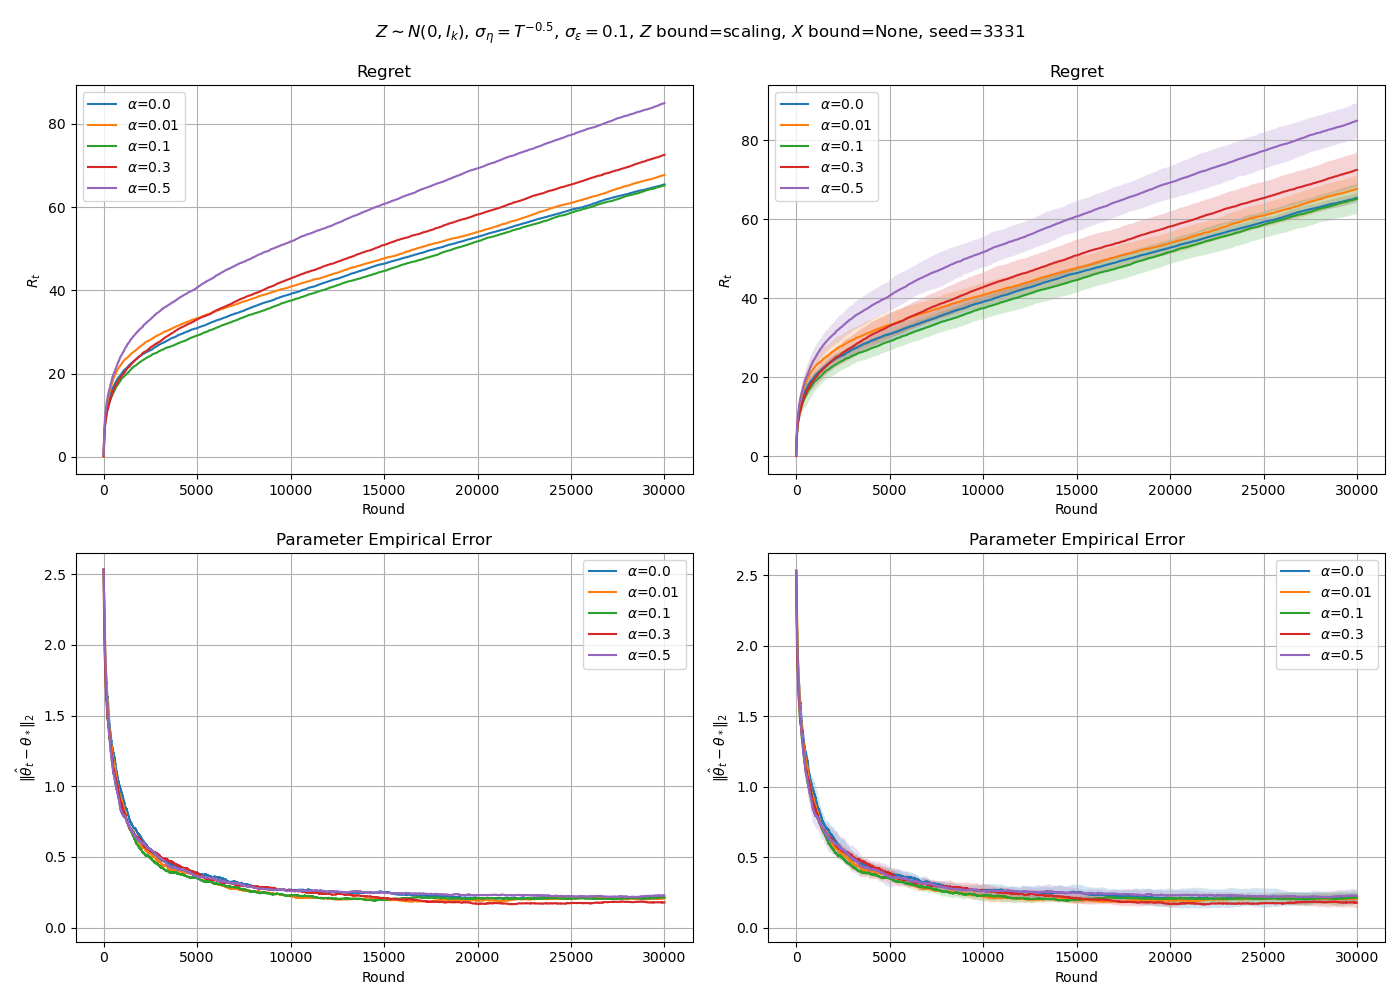 Z ∼ N(0, I_k), σ_η = T^{−0.5}, σ_ε = 0.1, Z bound=scaling, X bound=None, seed=3331
Regret
R_t
80
60
40
20
0
α=0.0
α=0.01
α=0.1
α=0.3
α=0.5
0 5000 10000 15000 20000 25000 30000
Round
Regret
R_t
80
60
40
20
0
α=0.0
α=0.01
α=0.1
α=0.3
α=0.5
0 5000 10000 15000 20000 25000 30000
Round
Parameter Empirical Error
‖θ̂_t − θ_*‖_2
2.5
2.0
1.5
1.0
0.5
0.0
α=0.0
α=0.01
α=0.1
α=0.3
α=0.5
0 5000 10000 15000 20000 25000 30000
Round
Parameter Empirical Error
‖θ̂_t − θ_*‖_2
2.5
2.0
1.5
1.0
0.5
0.0
α=0.0
α=0.01
α=0.1
α=0.3
α=0.5
0 5000 10000 15000 20000 25000 30000
Round